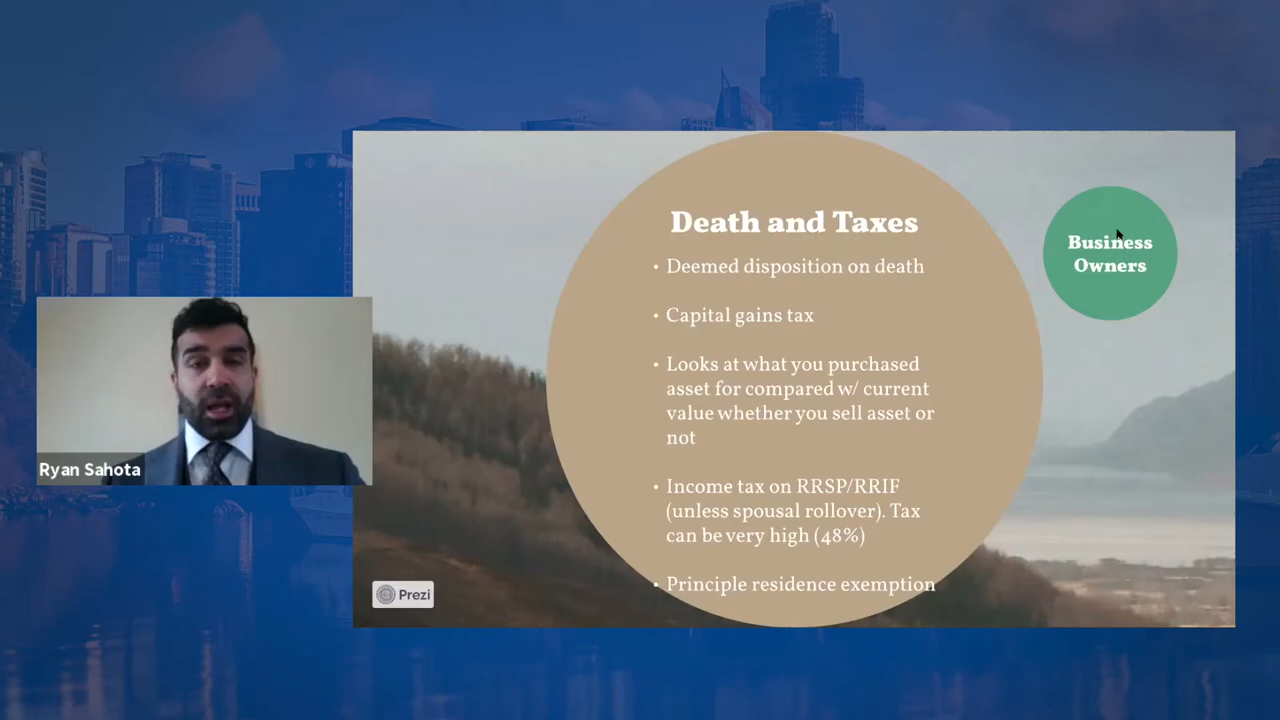 Death and Taxes
• Deemed disposition on death
• Capital gains tax
• Looks at what you purchased
asset for compared w/ current
value whether you sell asset or
not
• Income tax on RRSP/RRIF
(unless spousal rollover). Tax
can be very high (48%)
• Principle residence exemption
Business
Owners
Ryan Sahota
Prezi